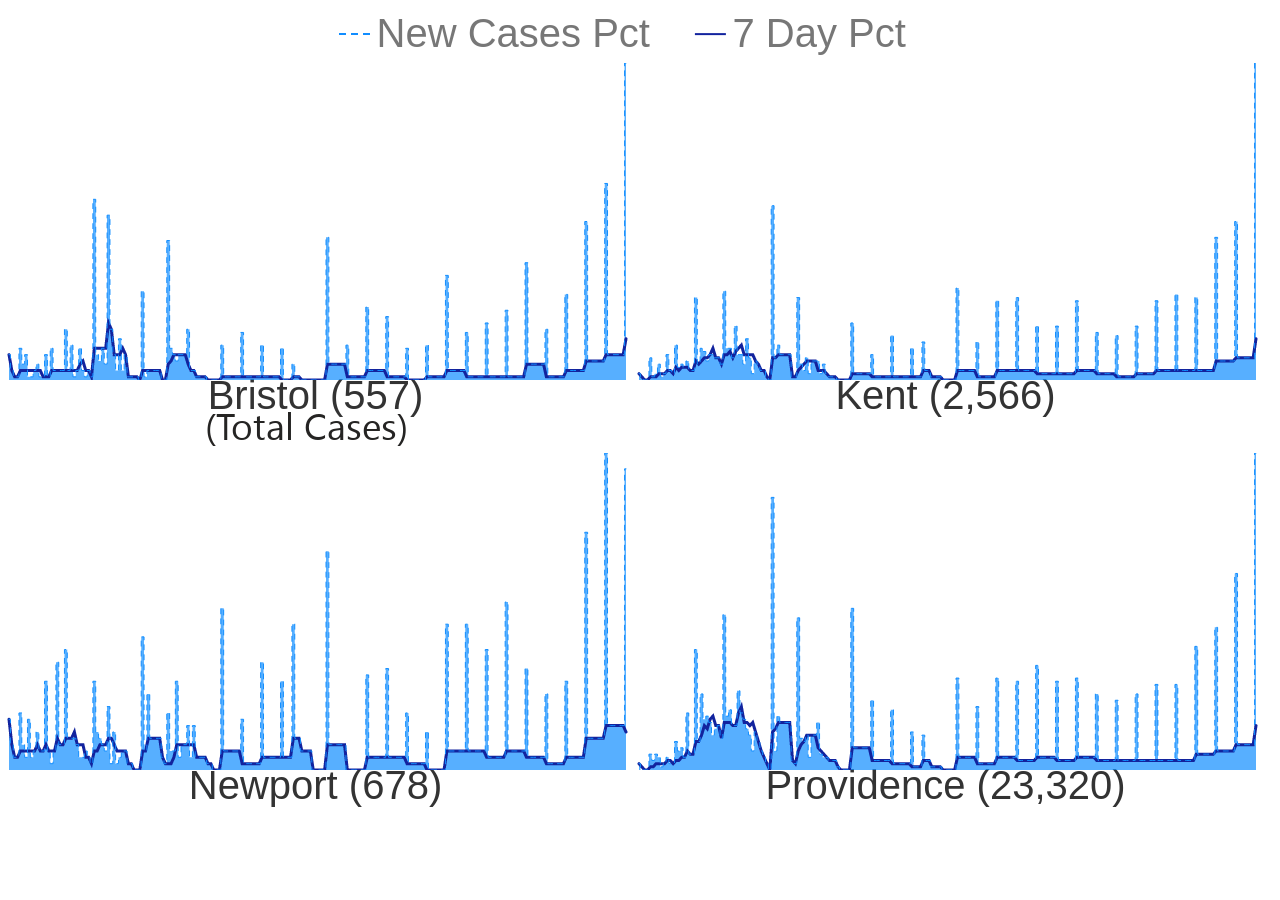 New Cases Pct 7 Day Pct
Bristol (557) Kent (2,566)
(Total Cases)
Newport (678) Providence (23,320)